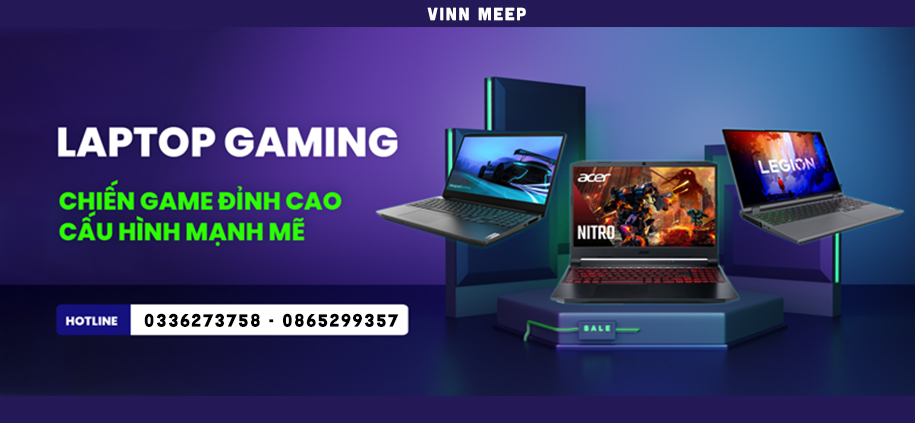 VINN MEEP
LAPTOP GAMING
CHIẾN GAME ĐỈNH CAO
CẤU HÌNH MẠNH MẼ
HOTLINE 0336273758 - 0865299357
acer
NITRO
LEGION
SALE